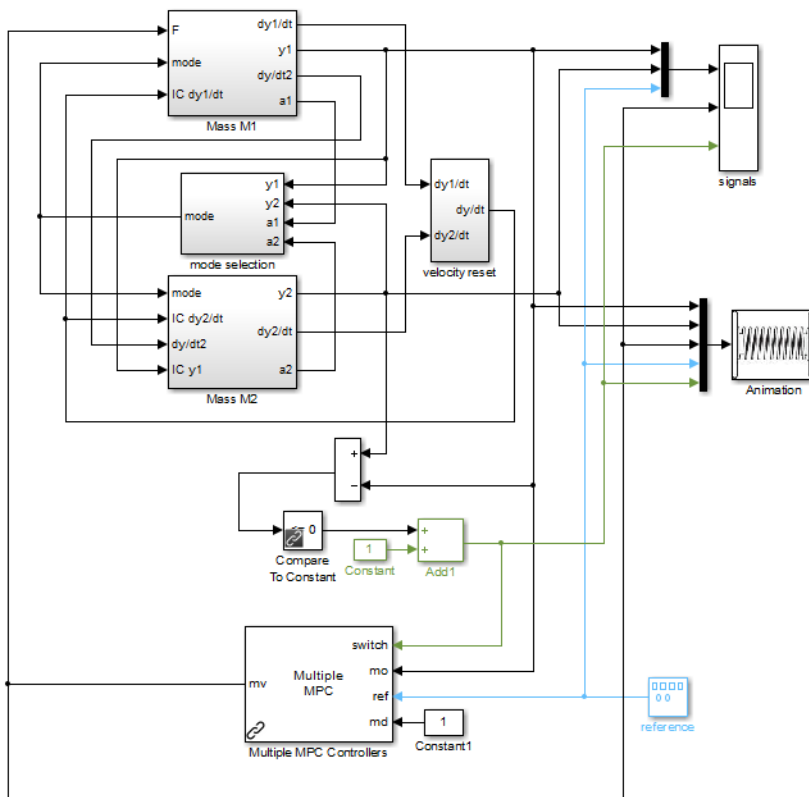 F
mode
IC dy1/dt
dy1/dt
y1
dy/dt2
a1
Mass M1
signals
mode
y1
y2
a1
a2
mode selection
dy1/dt
dy2/dt
dy/dt
velocity reset
mode
IC dy2/dt
dy/dt2
IC y1
y2
dy2/dt
a2
Mass M2
Animation
+
−
0
Compare
To Constant
1
Constant
+
+
Add1
mv
Multiple
MPC
switch
mo
ref
md
Multiple MPC Controllers
1
Constant1
reference